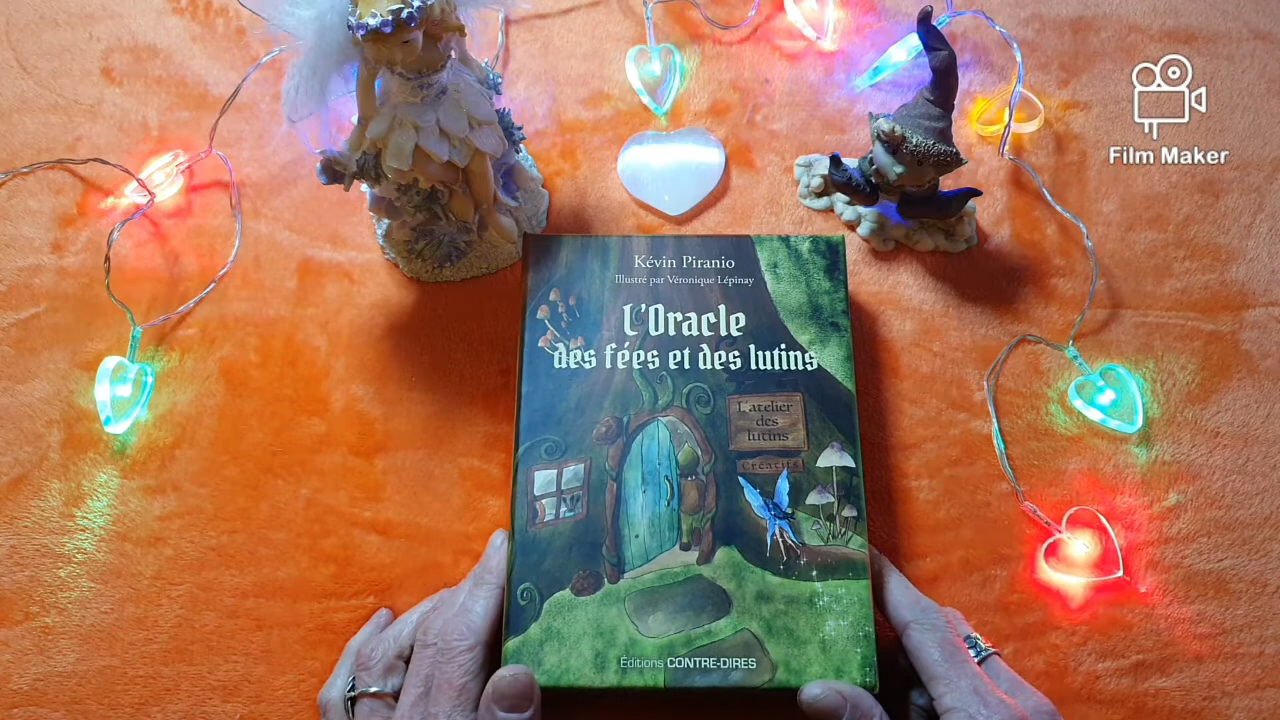 Film Maker
Kévin Piranio
Illustré par Véronique Lépinay
L'Oracle
des fées et des lutins
L'atelier
des
lutins
Créatifs
Éditions CONTRE-DIRES